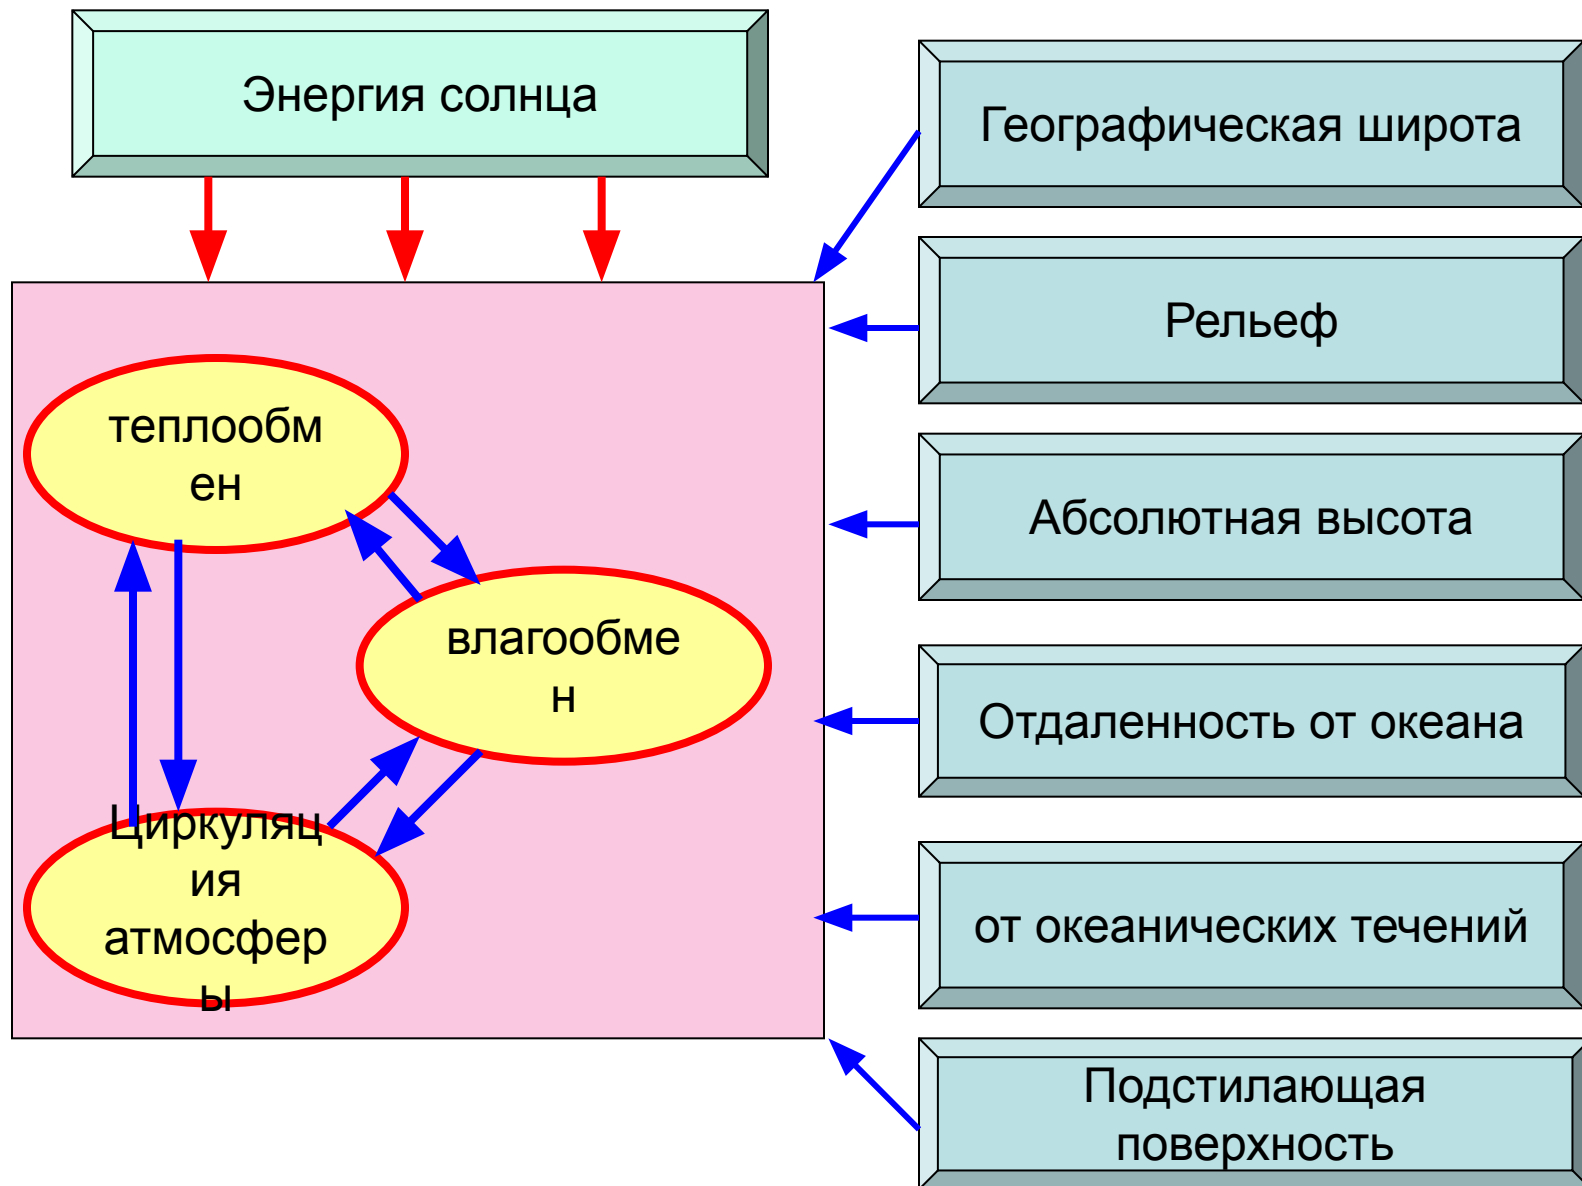 Энергия солнца
Географическая широта
Рельеф
теплообм
ен
Абсолютная высота
влагообме
н
Отдаленность от океана
Циркуляц
ия
атмосфер
ы
от океанических течений
Подстилающая
поверхность